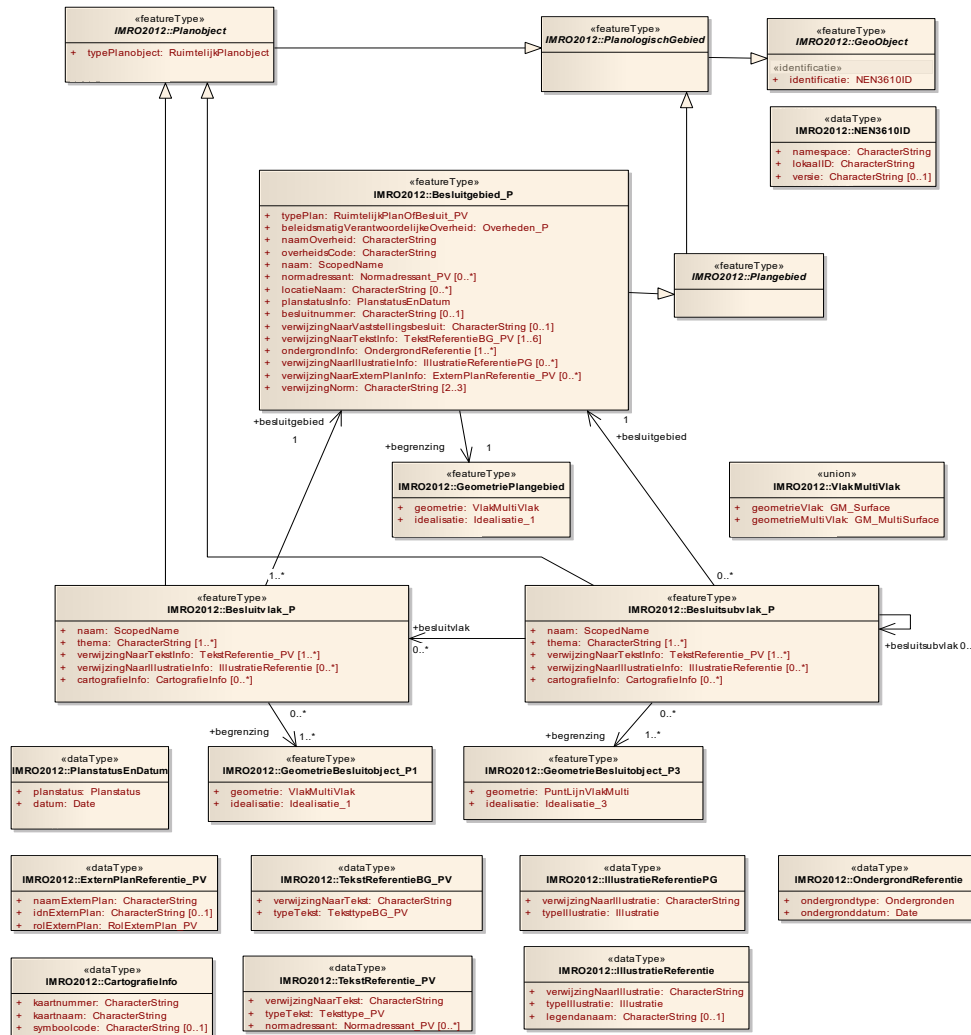 «featureType»
IMRO2012::Planobject
+ typePlanobject: RuimtelijkPlanobject
«featureType»
IMRO2012::PlanologischGebied
«featureType»
IMRO2012::GeoObject
«identificatie»
+ identificatie: NEN3610ID
«dataType»
IMRO2012::NEN3610ID
+ namespace: CharacterString
+ lokaalID: CharacterString
+ versie: CharacterString [0..1]
«featureType»
IMRO2012::Besluitgebied_P
+ typePlan: RuimtelijkPlanOfBesluit_PV
+ beleidsmatigVerantwoordelijkeOverheid: Overheden_P
+ naamOverheid: CharacterString
+ overheidsCode: CharacterString
+ naam: ScopedName
+ normadressant: Normadressant_PV [0..*]
+ locatieNaam: CharacterString [0..*]
+ planstatusInfo: PlanstatusEnDatum
+ besluitnummer: CharacterString [0..1]
+ verwijzingNaarVaststellingsbesluit: CharacterString [0..1]
+ verwijzingNaarTekstInfo: TekstReferentieBG_PV [1..6]
+ ondergrondInfo: OndergrondReferentie [1..*]
+ verwijzingNaarIllustratieInfo: IllustratieReferentiePG [0..*]
+ verwijzingNaarExternPlanInfo: ExternPlanReferentie_PV [0..*]
+ verwijzingNorm: CharacterString [2..3]
«featureType»
IMRO2012::Plangebied
+besluitgebied
1
+begrenzing
1
1
+besluitgebied
«featureType»
IMRO2012::GeometriePlangebied
+ geometrie: VlakMultiVlak
+ idealisatie: Idealisatie_1
«union»
IMRO2012::VlakMultiVlak
+ geometrieVlak: GM_Surface
+ geometrieMultiVlak: GM_MultiSurface
1..*
0..*
«featureType»
IMRO2012::Besluitvlak_P
+ naam: ScopedName
+ thema: CharacterString [1..*]
+ verwijzingNaarTekstInfo: TekstReferentie_PV [1..*]
+ verwijzingNaarIllustratieInfo: IllustratieReferentie [0..*]
+ cartografieInfo: CartografieInfo [0..*]
+besluitvlak
0..*
«featureType»
IMRO2012::Besluitsubvlak_P
+ naam: ScopedName
+ thema: CharacterString [1..*]
+ verwijzingNaarTekstInfo: TekstReferentie_PV [1..*]
+ verwijzingNaarIllustratieInfo: IllustratieReferentie [0..*]
+ cartografieInfo: CartografieInfo [0..*]
+besluitsubvlak 0..
0..*
+begrenzing
1..*
0..*
+begrenzing
1..*
«dataType»
IMRO2012::PlanstatusEnDatum
+ planstatus: Planstatus
+ datum: Date
«featureType»
IMRO2012::GeometrieBesluitobject_P1
+ geometrie: VlakMultiVlak
+ idealisatie: Idealisatie_1
«featureType»
IMRO2012::GeometrieBesluitobject_P3
+ geometrie: PuntLijnVlakMulti
+ idealisatie: Idealisatie_3
«dataType»
IMRO2012::ExternPlanReferentie_PV
+ naamExternPlan: CharacterString
+ idnExternPlan: CharacterString [0..1]
+ rolExternPlan: RolExternPlan_PV
«dataType»
IMRO2012::TekstReferentieBG_PV
+ verwijzingNaarTekst: CharacterString
+ typeTekst: TeksttypeBG_PV
«dataType»
IMRO2012::IllustratieReferentiePG
+ verwijzingNaarIllustratie: CharacterString
+ typeIllustratie: Illustratie
«dataType»
IMRO2012::OndergrondReferentie
+ ondergrondtype: Ondergronden
+ ondergronddatum: Date
«dataType»
IMRO2012::CartografieInfo
+ kaartnummer: CharacterString
+ kaartnaam: CharacterString
+ symboolcode: CharacterString [0..1]
«dataType»
IMRO2012::TekstReferentie_PV
+ verwijzingNaarTekst: CharacterString
+ typeTekst: Teksttype_PV
+ normadressant: Normadressant_PV [0..*]
«dataType»
IMRO2012::IllustratieReferentie
+ verwijzingNaarIllustratie: CharacterString
+ typeIllustratie: Illustratie
+ legendanaam: CharacterString [0..1]